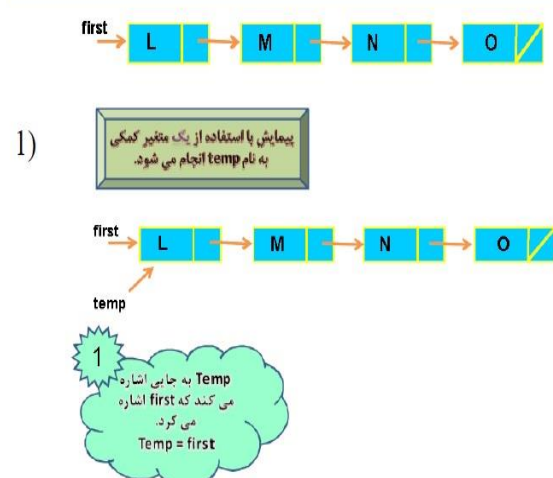 first
L M N O
1)
پیمایش با استفاده از یک متغیر کمکی
به نام temp انجام می شود.
first
L M N O
temp
1
Temp به جایی اشاره
می کند که first اشاره
می کرد.
Temp = first